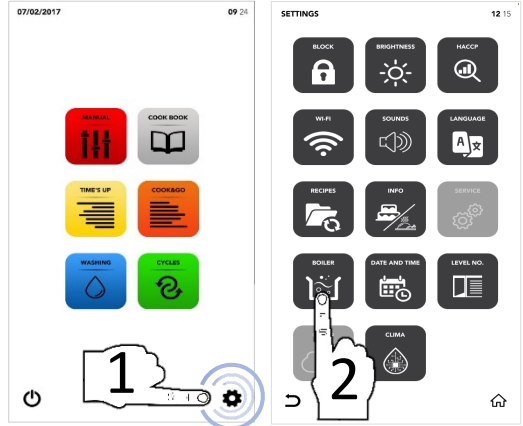 07/02/2017 09 24
MANUAL COOK BOOK
TIME'S UP COOK&GO
WASHING CYCLES
1
SETTINGS 12 15
BLOCK BRIGHTNESS HACCP
WI-FI SOUNDS LANGUAGE
A 文
RECIPES INFO SERVICE
BOILER DATE AND TIME LEVEL NO.
CLIMA
2